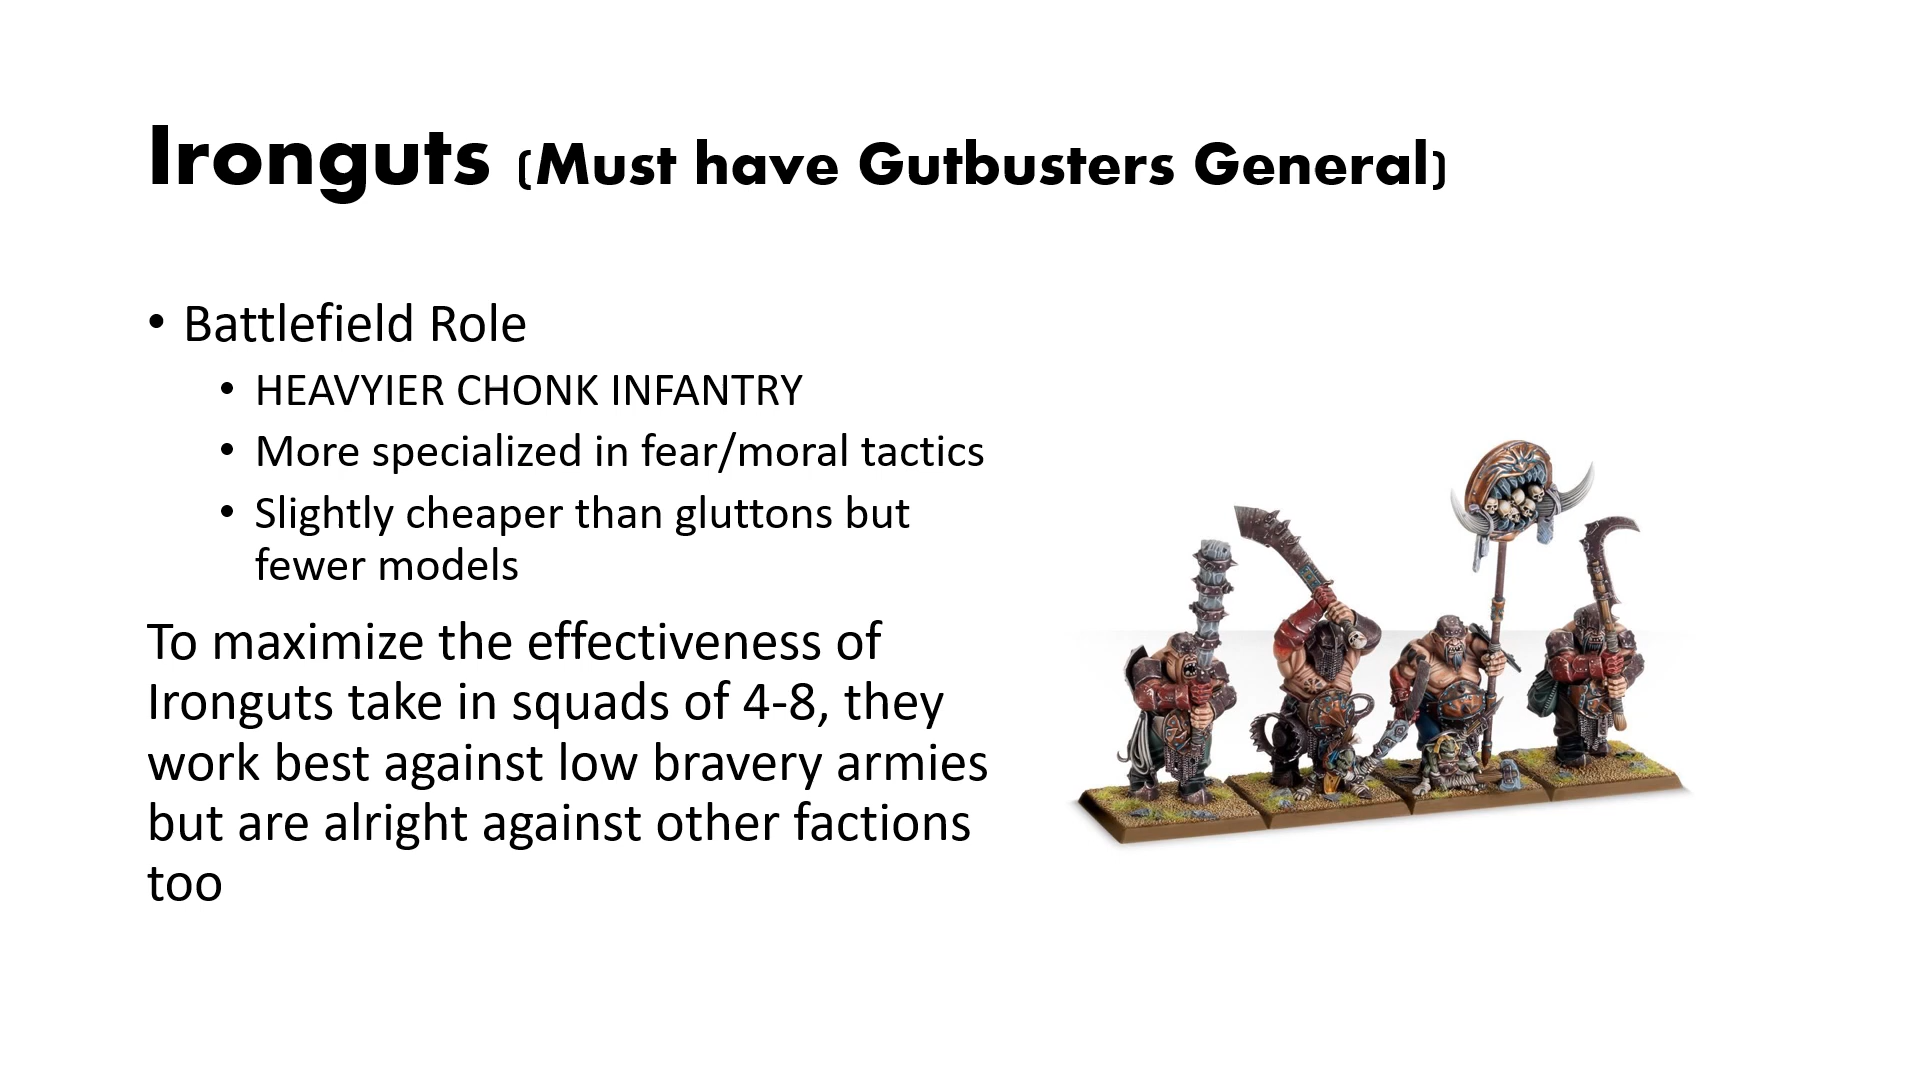 Ironguts (Must have Gutbusters General)
• Battlefield Role
• HEAVYIER CHONK INFANTRY
• More specialized in fear/moral tactics
• Slightly cheaper than gluttons but
fewer models
To maximize the effectiveness of
Ironguts take in squads of 4-8, they
work best against low bravery armies
but are alright against other factions
too